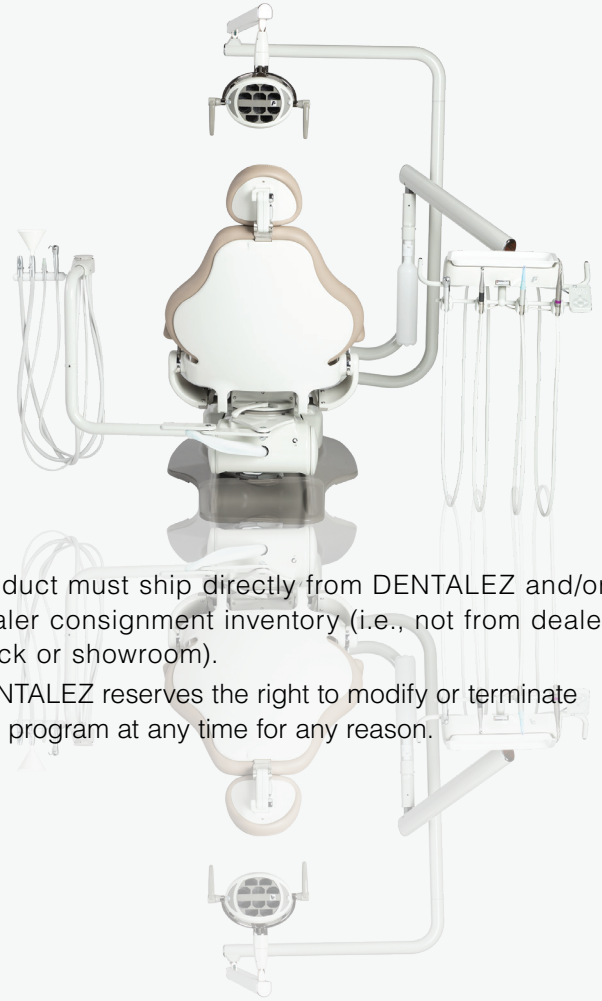 duct must ship directly from DENTALEZ and/or
aler consignment inventory (i.e., not from deale
ck or showroom).
NTALEZ reserves the right to modify or terminate
program at any time for any reason.